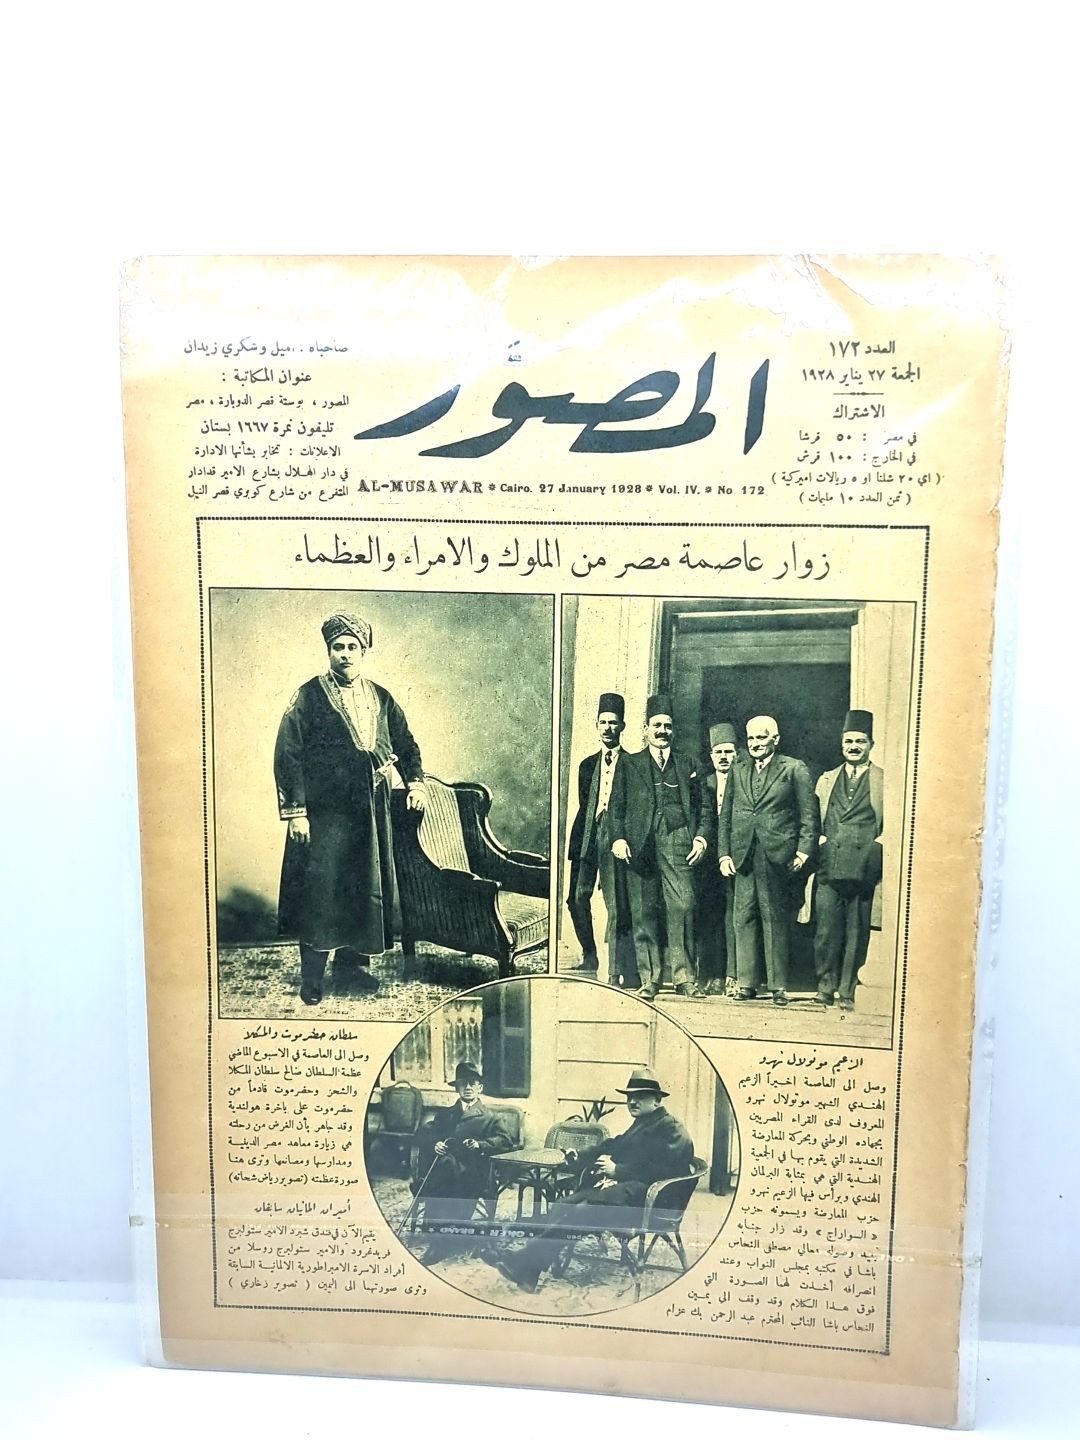 العدد ١٧٢
الجمعة ٢٧ يناير ١٩٢٨
الاشتراك
في مصر : ٥٠ قرشا
في الخارج : ١٠٠ قرش
( اي ٢٠ شلنا او ٥ ريالات اميركية )
( ثمن العدد ١٠ مليمات )
المصوّر
AL-MUSAWAR * Cairo. 27 January 1928 * Vol. IV. * No 172
صاحباه : اميل وشكري زيدان
عنوان المكاتبة :
المصور ، بوستة قصر الدوبارة ، مصر
تليفون نمرة ١٦٦٧ بستان
الاعلانات : تخابر بشأنها الادارة
في دار الهلال بشارع الامير قدادار
المتفرع من شارع كوبري قصر النيل
زوار عاصمة مصر من الملوك والامراء والعظماء
الزعيم موتولال نهرو
وصل الى العاصمة اخيراً الزعيم
الهندي الشهير موتولال نهرو
المعروف لدى القراء المصريين
بجهاده الوطني وبحركة المعارضة
الشديدة التي يقوم بها في الجمعية
الهندية التي هي بمثابة البرلمان
الهندي ويرأس فيها الزعيم نهرو
حزب المعارضة ويسمونه حزب
« السواراج » وقد زار جنابه
بعيد وصوله معالي مصطفى النحاس
باشا في مكتبه بمجلس النواب وعند
انصرافه أخذت لهما الصورة التي
فوق هذا الكلام وقد وقف الى يمين
النحاس باشا النائب المحترم عبد الرحمن بك عزام
سلطان حضرموت والمكلا
وصل الى العاصمة في الاسبوع الماضي
عظمة السلطان صالح سلطان المكلا
والشحر وحضرموت قادماً من
حضرموت على باخرة هولندية
وقد جاهر بأن الغرض من رحلته
هي زيارة معاهد مصر الدينية
ومدارسها ومصانعها وترى هنا
صورة عظمته (تصوير رياض شحاته)
أميران المانيان سابقان
يقيم الآن في فندق شبرد الامير ستولبرج
فريدغرود والامير ستولبرج روسلا من
أفراد الاسرة الامبراطورية الالمانية السابقة
وترى صورتهما الى اليمين ( تصوير زخاري )